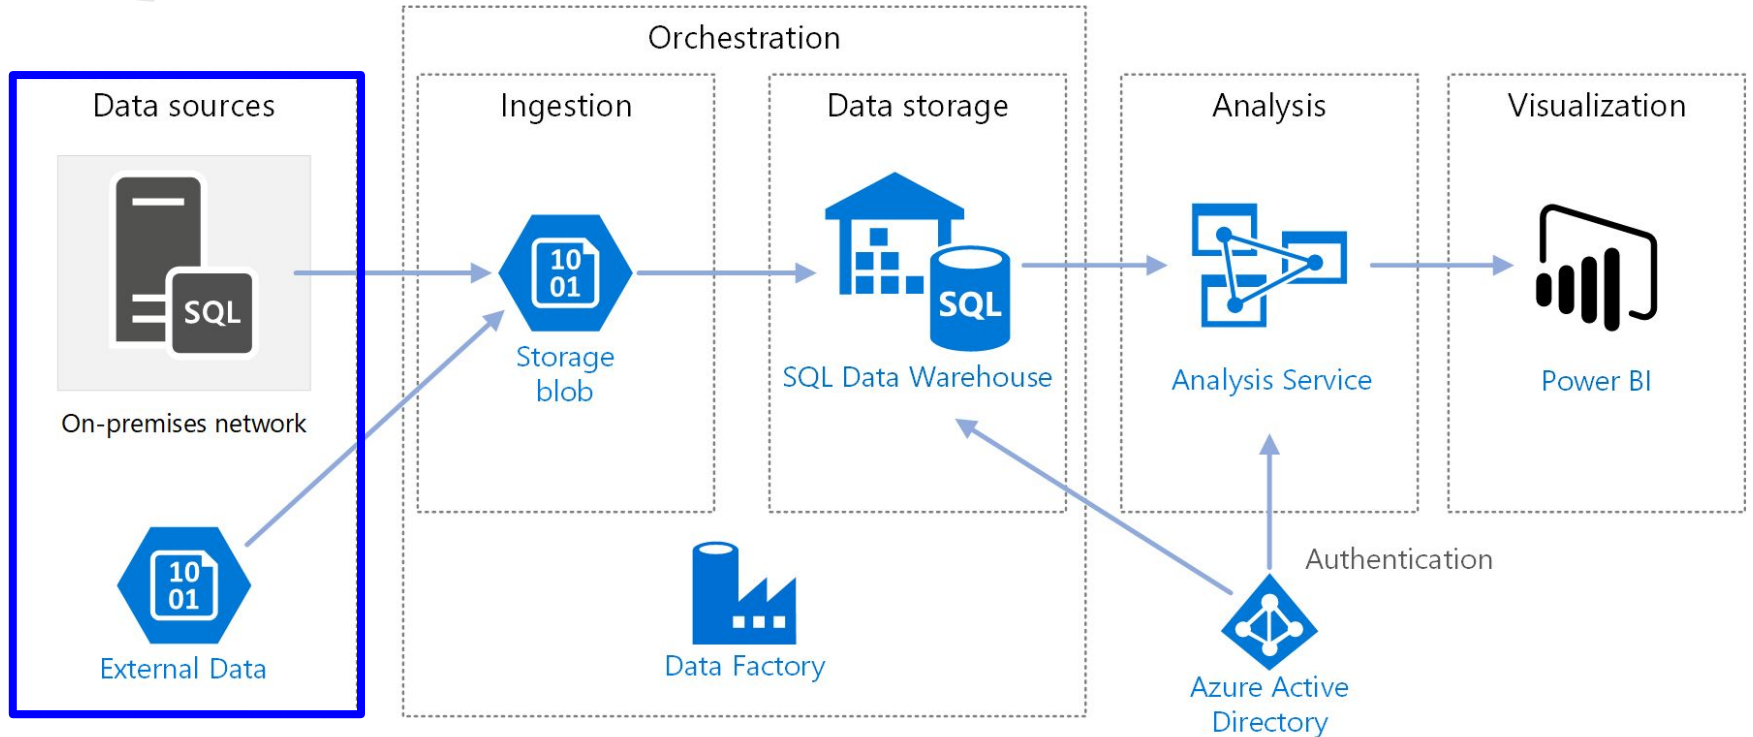 Orchestration
Data sources
Ingestion
Data storage
Analysis
Visualization
SQL
10
01
SQL
On-premises network
Storage
blob
SQL Data Warehouse
Analysis Service
Power BI
10
01
External Data
Data Factory
Authentication
Azure Active
Directory